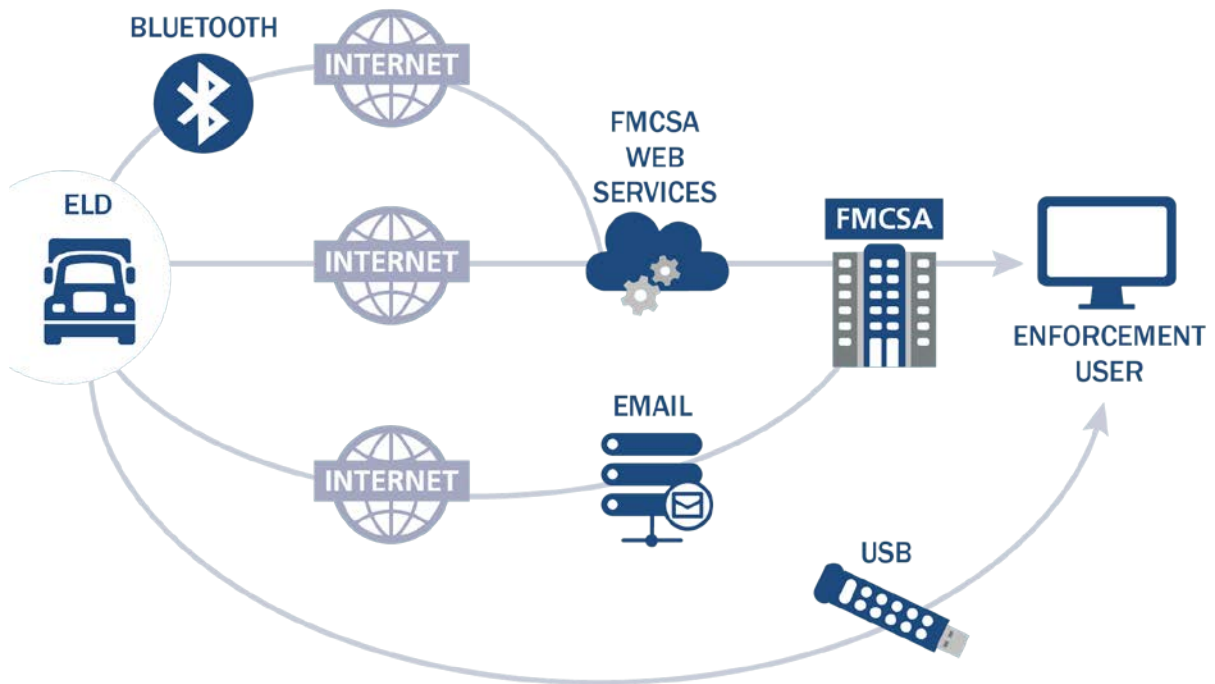 BLUETOOTH
INTERNET
FMCSA
WEB
SERVICES
ELD
INTERNET
FMCSA
ENFORCEMENT
USER
EMAIL
INTERNET
USB